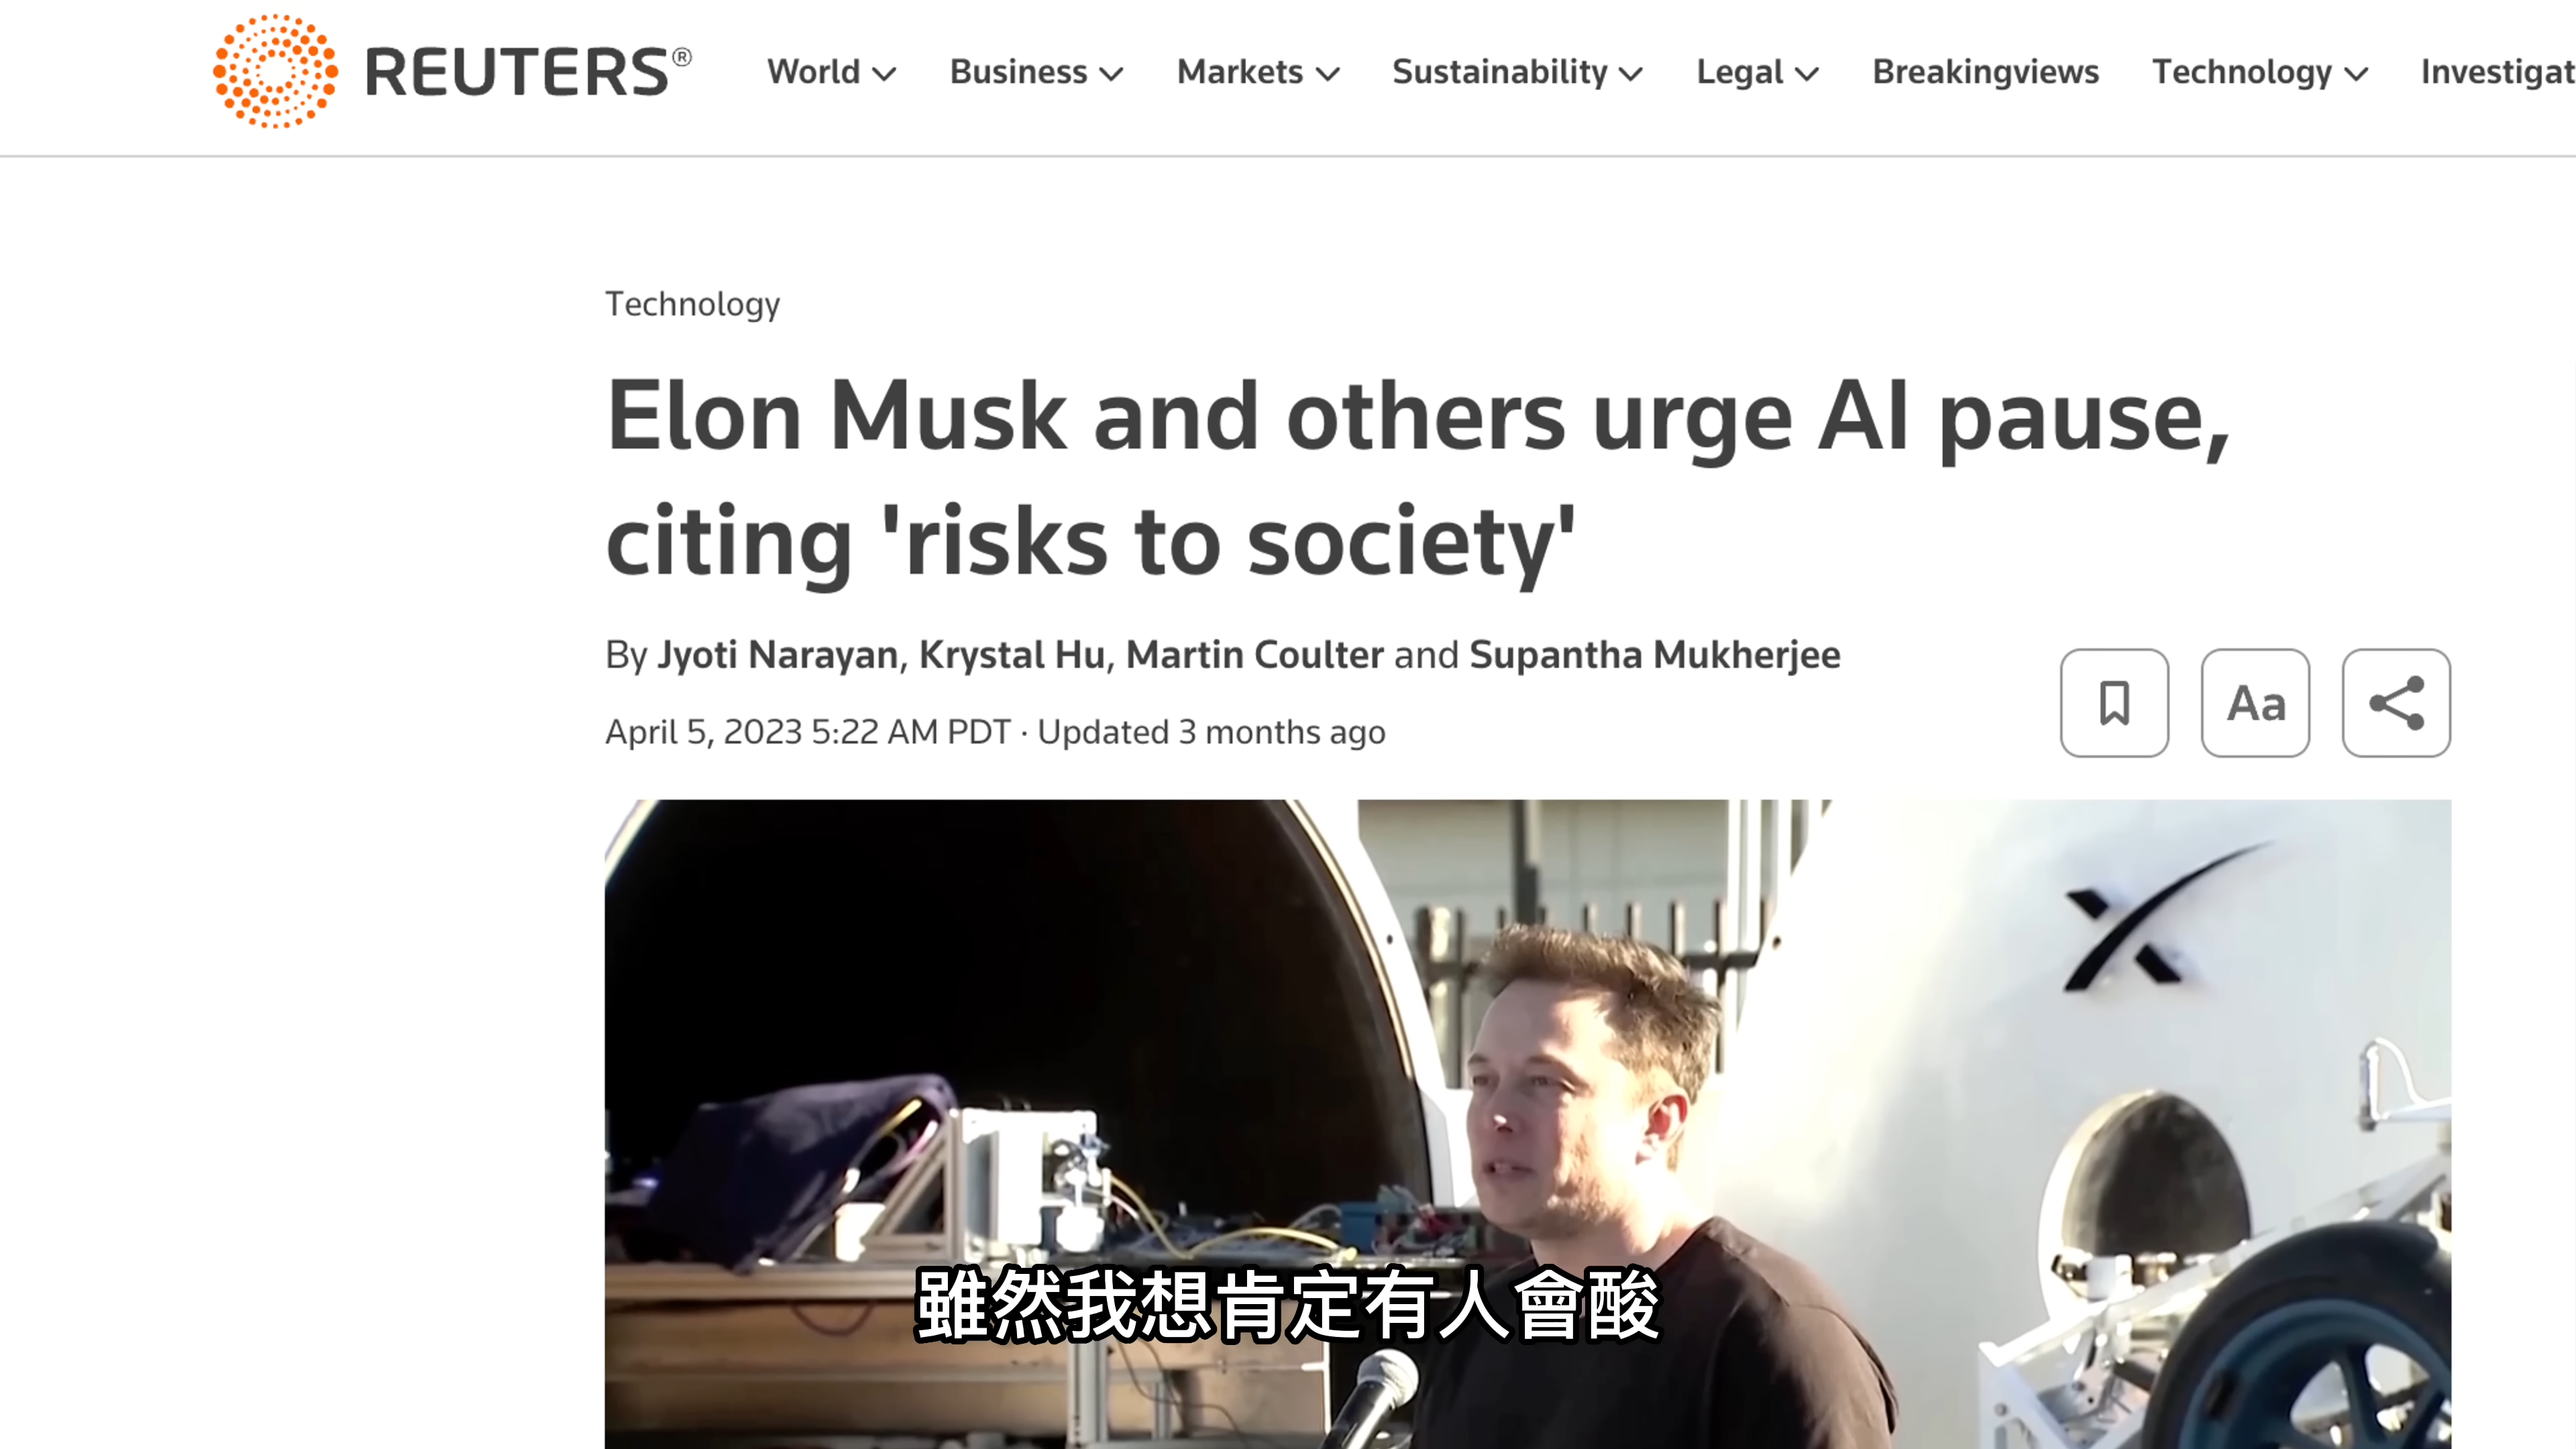 REUTERS®
World Business Markets Sustainability Legal Breakingviews Technology Investigat
Technology
Elon Musk and others urge AI pause,
citing 'risks to society'
By Jyoti Narayan, Krystal Hu, Martin Coulter and Supantha Mukherjee
April 5, 2023 5:22 AM PDT · Updated 3 months ago
Aa
X
雖然我想肯定有人會酸